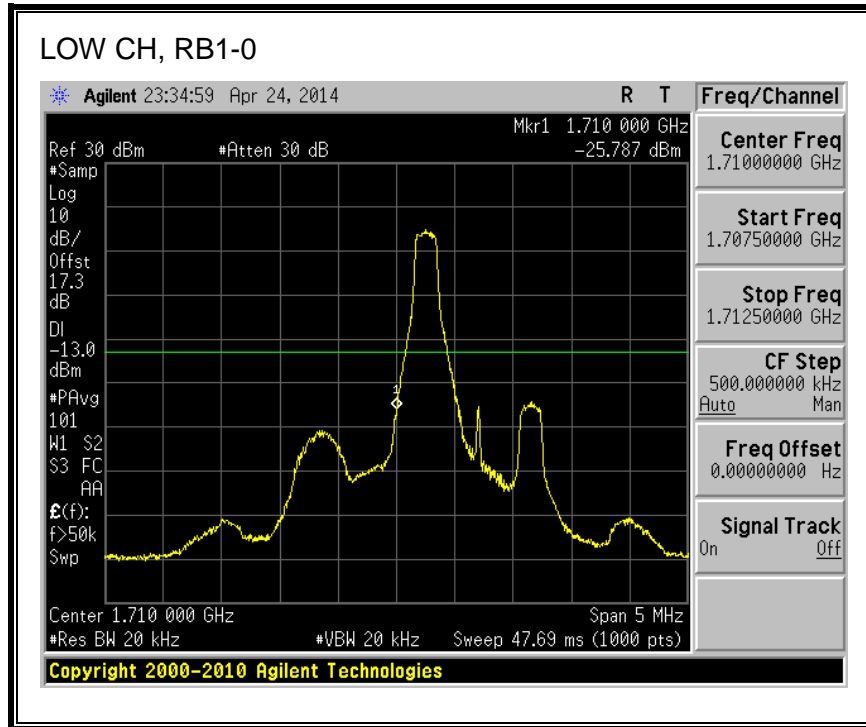 LOW CH, RB1-0
Agilent 23:34:59 Apr 24, 2014 R T
Freq/Channel
Mkr1 1.710 000 GHz
Ref 30 dBm #Atten 30 dB -25.787 dBm
#Samp
Log
10
dB/
Offst
17.3
dB
DI
-13.0
dBm
#PAvg
101
W1 S2
S3 FC
AA
£(f):
f>50k
Swp
1
Center 1.710 000 GHz Span 5 MHz
#Res BW 20 kHz #VBW 20 kHz Sweep 47.69 ms (1000 pts)
Copyright 2000-2010 Agilent Technologies
Center Freq
1.71000000 GHz
Start Freq
1.70750000 GHz
Stop Freq
1.71250000 GHz
CF Step
500.000000 kHz
Auto Man
Freq Offset
0.00000000 Hz
Signal Track
On Off